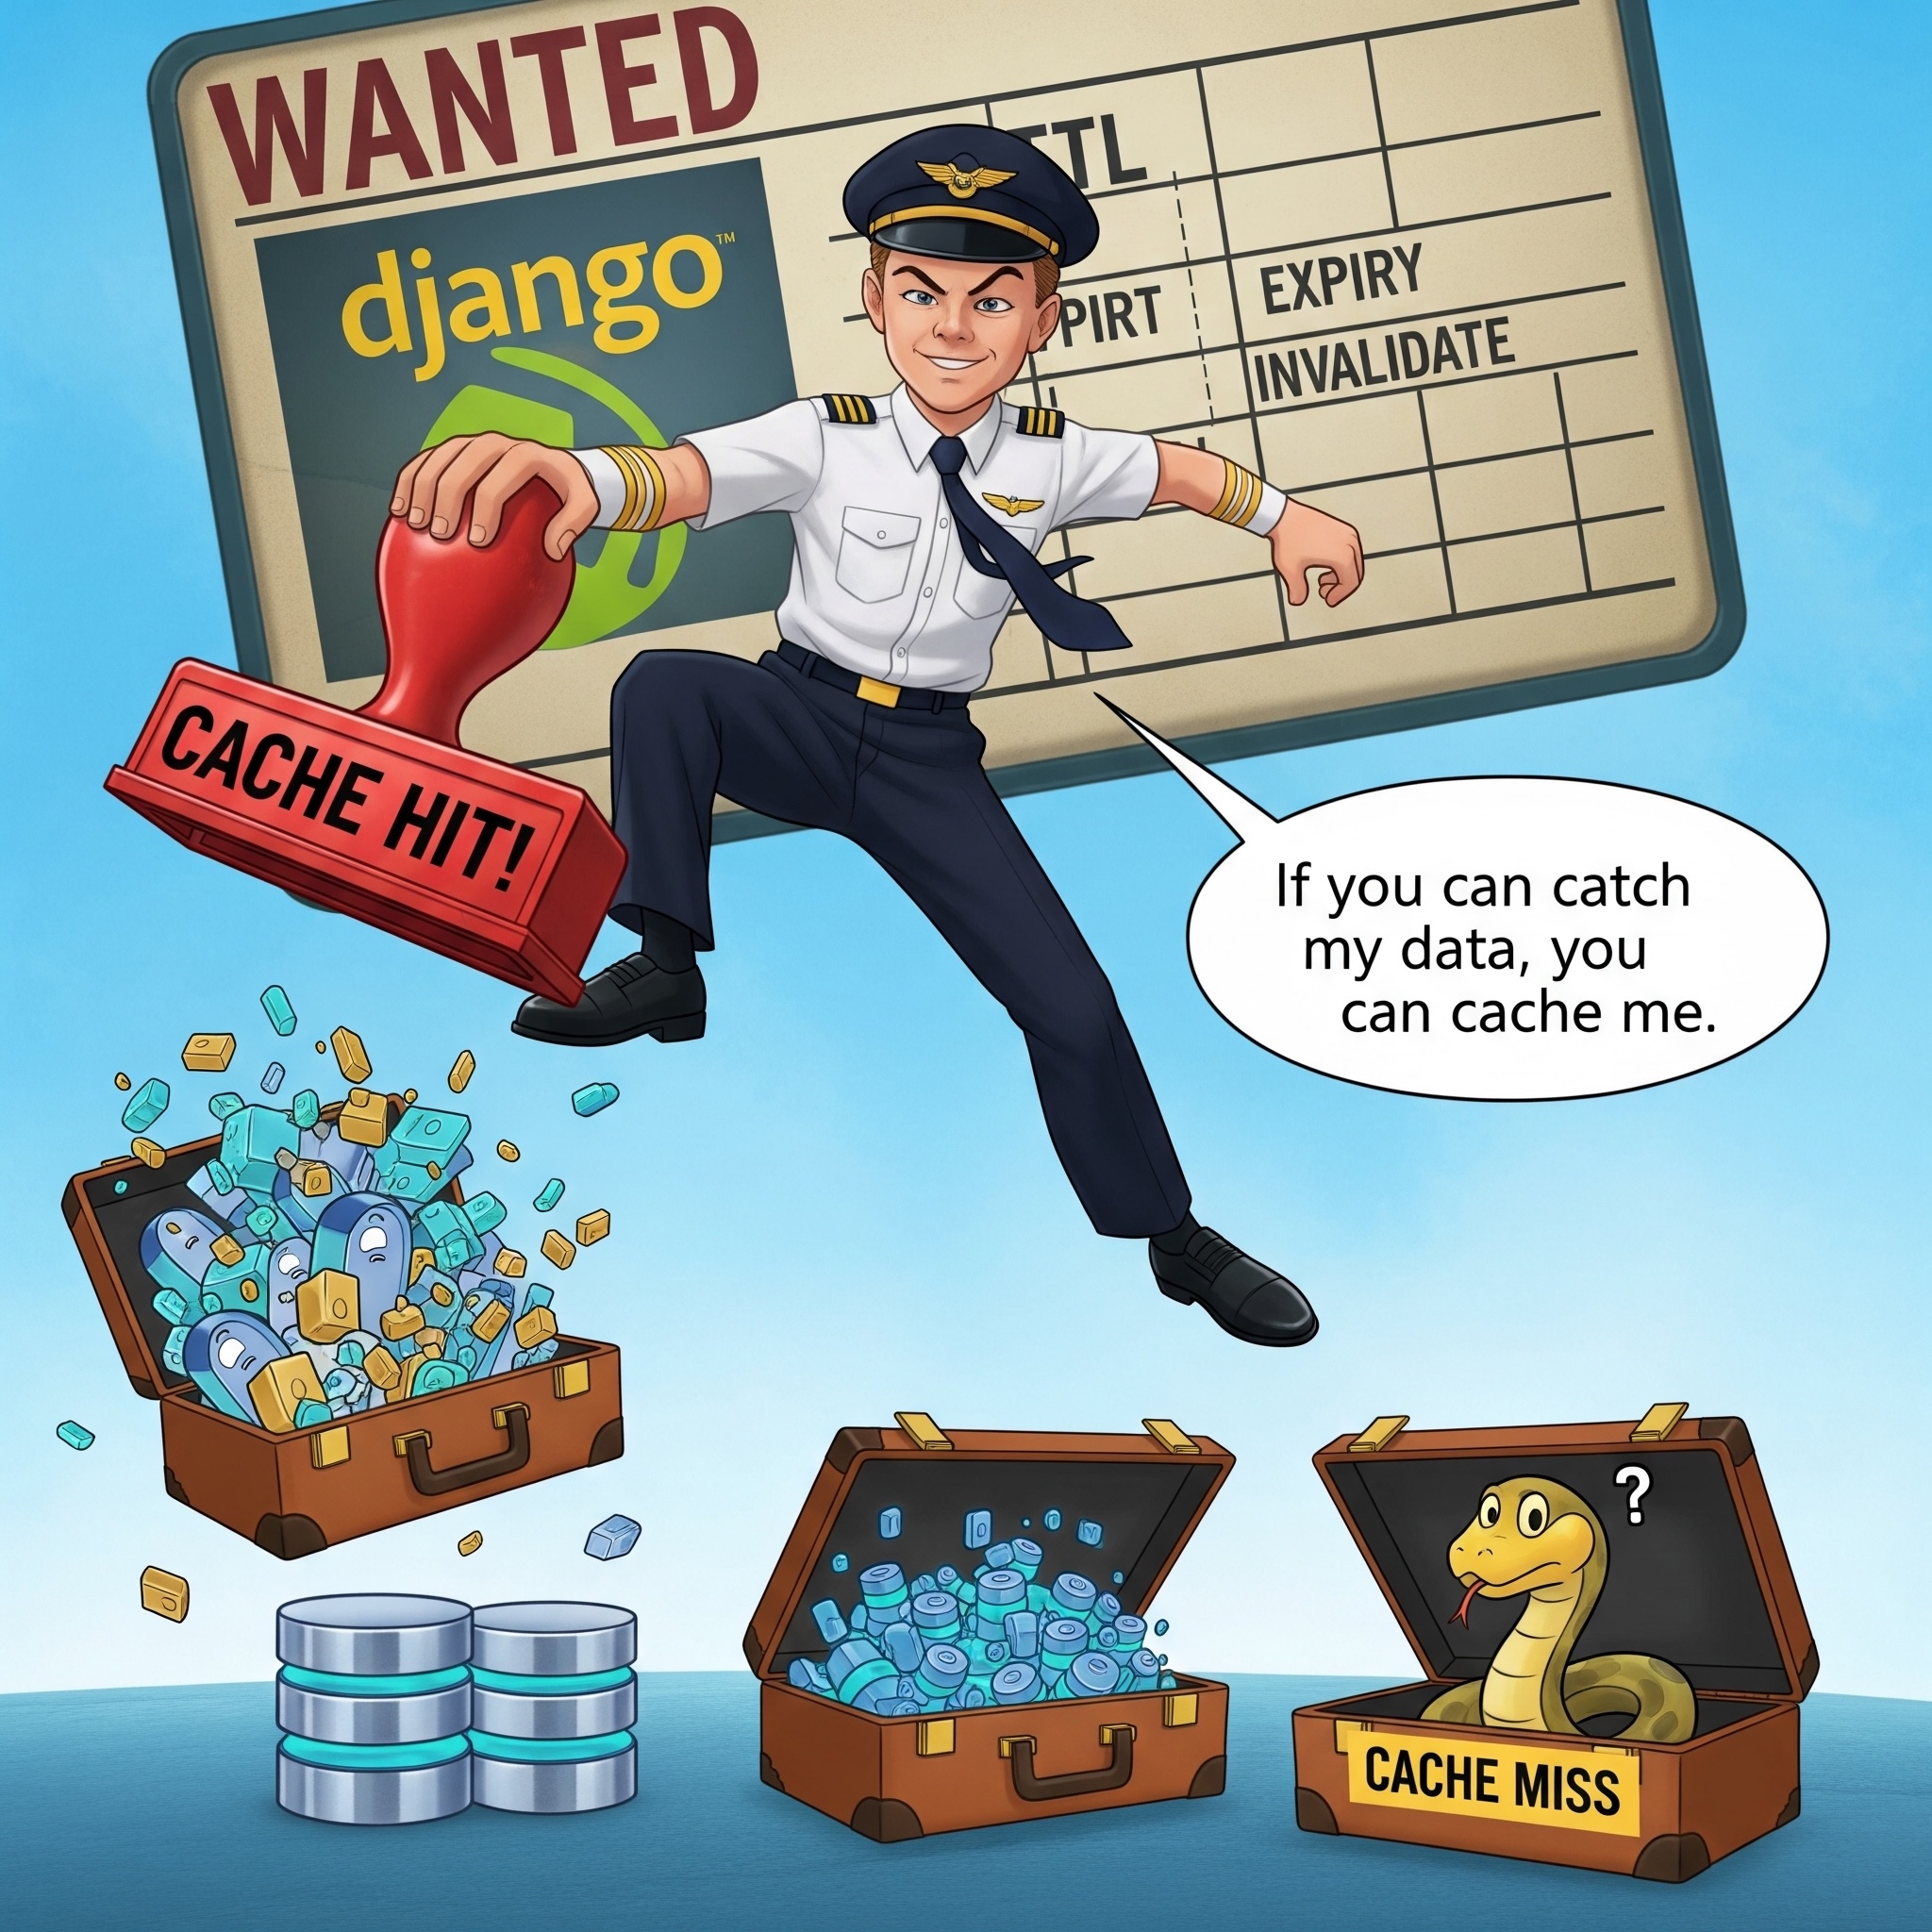 WANTED
django™
TTL
PIRT
EXPIRY
INVALIDATE
CACHE HIT!
If you can catch
my data, you
can cache me.
?
CACHE MISS